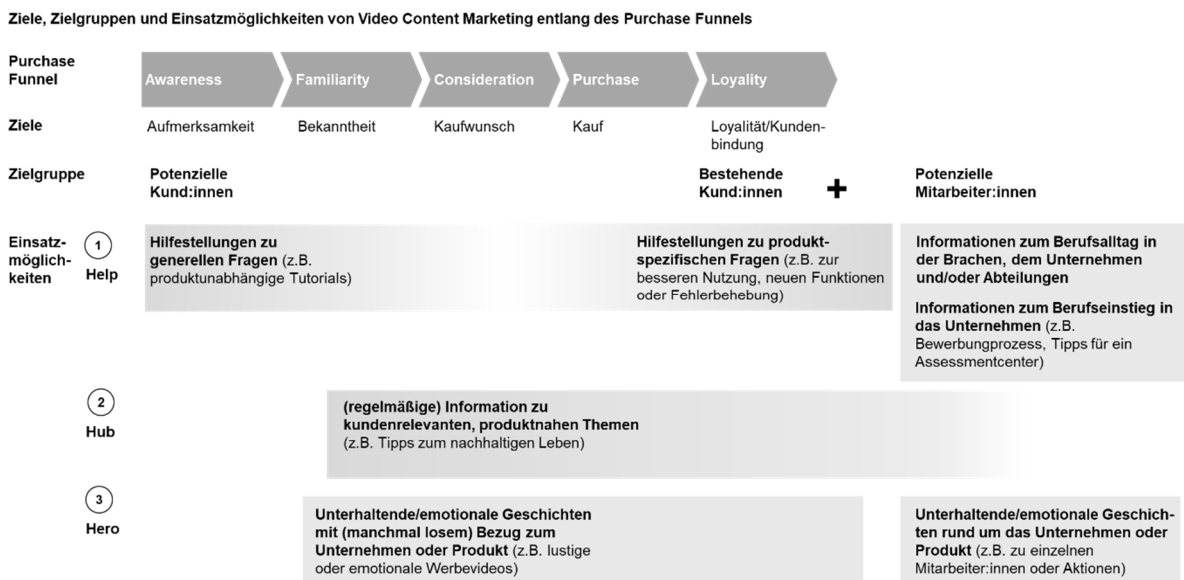 Ziele, Zielgruppen und Einsatzmöglichkeiten von Video Content Marketing entlang des Purchase Funnels
Purchase
Funnel
Awareness
Familiarity
Consideration
Purchase
Loyality
Ziele
Aufmerksamkeit
Bekanntheit
Kaufwunsch
Kauf
Loyalität/Kunden-
bindung
Zielgruppe
Potenzielle
Kund:innen
Bestehende
Kund:innen
+
Potenzielle
Mitarbeiter:innen
Einsatz-
möglich-
keiten
1
Help
Hilfestellungen zu
generellen Fragen (z.B.
produktunabhängige Tutorials)
Hilfestellungen zu produkt-
spezifischen Fragen (z.B. zur
besseren Nutzung, neuen Funktionen
oder Fehlerbehebung)
Informationen zum Berufsalltag in
der Brachen, dem Unternehmen
und/oder Abteilungen
Informationen zum Berufseinstieg in
das Unternehmen (z.B.
Bewerbungprozess, Tipps für ein
Assessmentcenter)
2
Hub
(regelmäßige) Information zu
kundenrelevanten, produktnahen Themen
(z.B. Tipps zum nachhaltigen Leben)
3
Hero
Unterhaltende/emotionale Geschichten
mit (manchmal losem) Bezug zum
Unternehmen oder Produkt (z.B. lustige
oder emotionale Werbevideos)
Unterhaltende/emotionale Geschich-
ten rund um das Unternehmen oder
Produkt (z.B. zu einzelnen
Mitarbeiter:innen oder Aktionen)